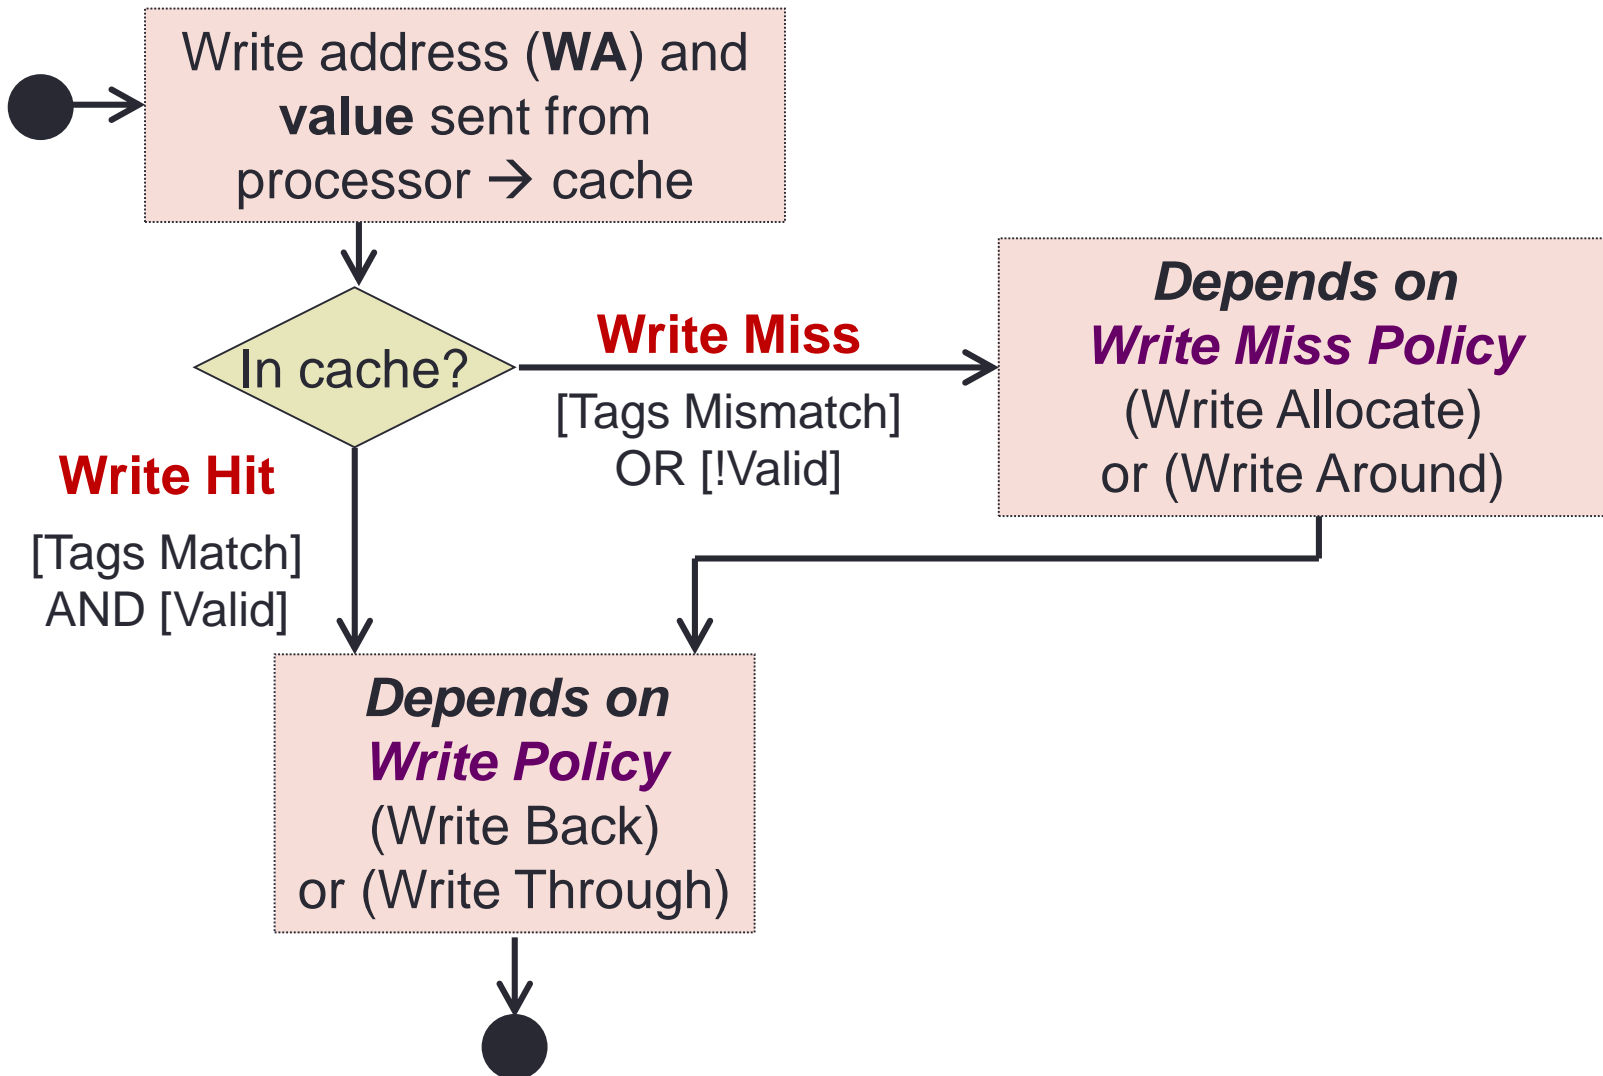 Write address (WA) and
value sent from
processor → cache
In cache?
Write Miss
[Tags Mismatch]
OR [!Valid]
Depends on
Write Miss Policy
(Write Allocate)
or (Write Around)
Write Hit
[Tags Match]
AND [Valid]
Depends on
Write Policy
(Write Back)
or (Write Through)